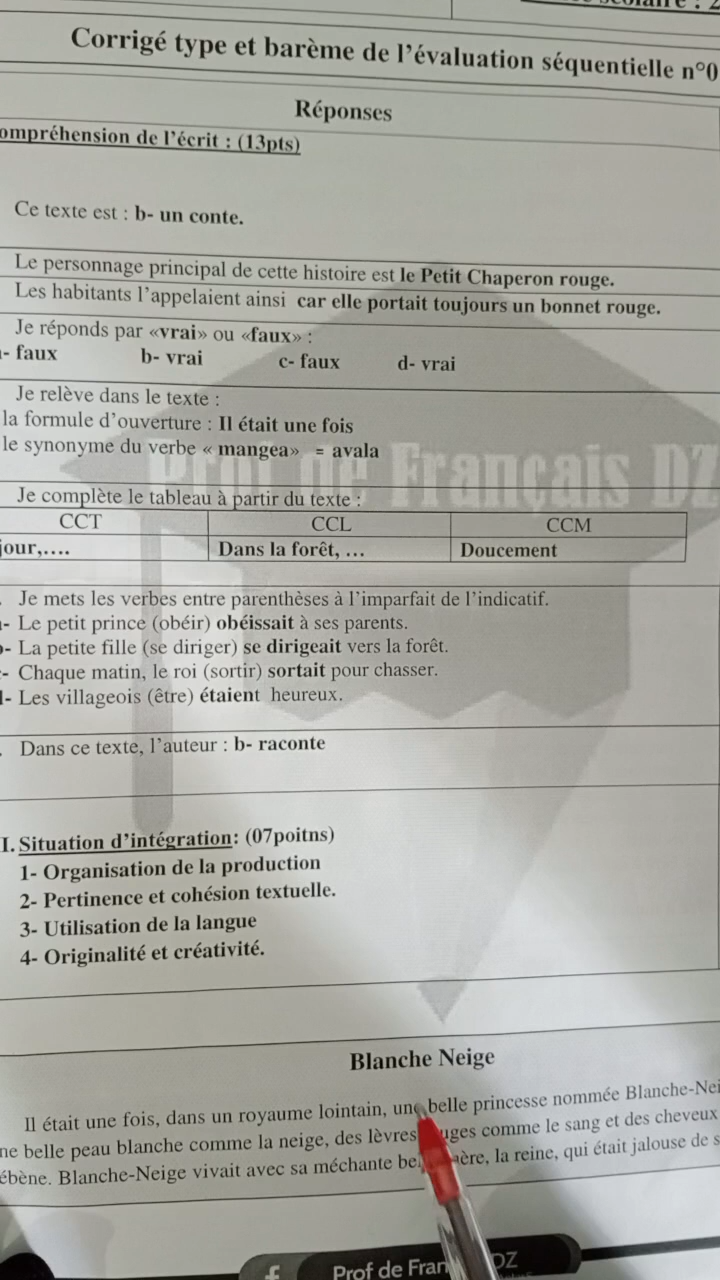 Corrigé type et barème de l'évaluation séquentielle n°0
Réponses
ompréhension de l'écrit : (13pts)
Ce texte est : b- un conte.
Le personnage principal de cette histoire est le Petit Chaperon rouge.
Les habitants l'appelaient ainsi car elle portait toujours un bonnet rouge.
Je réponds par «vrai» ou «faux» :
- faux b- vrai c- faux d- vrai
Je relève dans le texte :
la formule d'ouverture : Il était une fois
le synonyme du verbe « mangea» = avala
Prof de Français DZ
Je complète le tableau à partir du texte :
CCT CCL CCM
jour,.... Dans la forêt, ... Doucement
. Je mets les verbes entre parenthèses à l'imparfait de l'indicatif.
- Le petit prince (obéir) obéissait à ses parents.
- La petite fille (se diriger) se dirigeait vers la forêt.
- Chaque matin, le roi (sortir) sortait pour chasser.
- Les villageois (être) étaient heureux.
. Dans ce texte, l'auteur : b- raconte
I. Situation d'intégration: (07poitns)
1- Organisation de la production
2- Pertinence et cohésion textuelle.
3- Utilisation de la langue
4- Originalité et créativité.
Blanche Neige
Il était une fois, dans un royaume lointain, une belle princesse nommée Blanche-Nei
ne belle peau blanche comme la neige, des lèvres comme le sang et des cheveux
ébène. Blanche-Neige vivait avec sa méchante la reine, qui était jalouse de s
Prof de Fran DZ